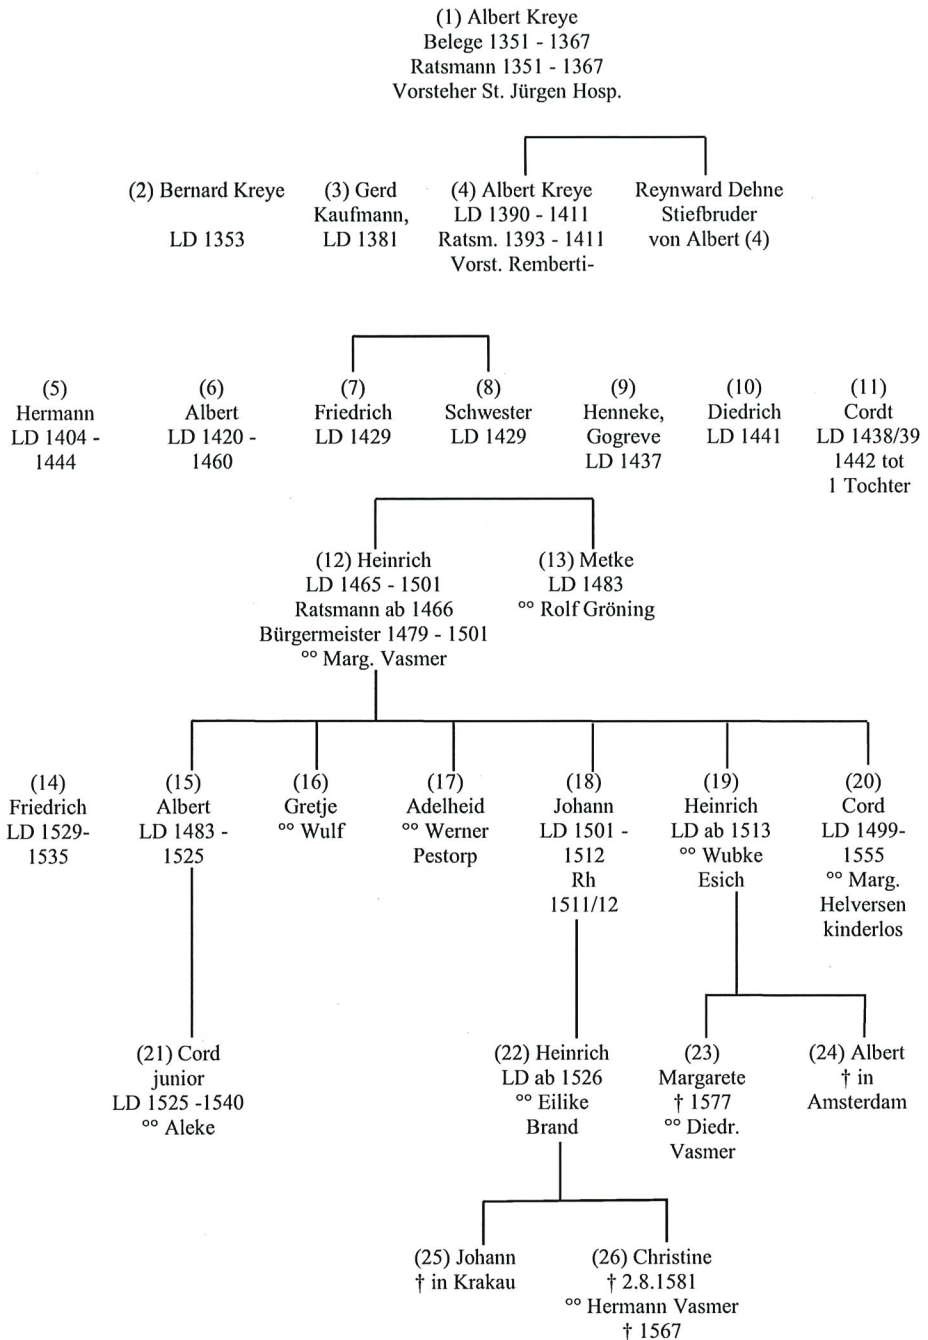 (1) Albert Kreye
Belege 1351 - 1367
Ratsmann 1351 - 1367
Vorsteher St. Jürgen Hosp.
(2) Bernard Kreye
LD 1353
(3) Gerd
Kaufmann,
LD 1381
(4) Albert Kreye
LD 1390 - 1411
Ratsm. 1393 - 1411
Vorst. Remberti-
Reynward Dehne
Stiefbruder
von Albert (4)
(5)
Hermann
LD 1404 -
1444
(6)
Albert
LD 1420 -
1460
(7)
Friedrich
LD 1429
(8)
Schwester
LD 1429
(9)
Henneke,
Gogreve
LD 1437
(10)
Diedrich
LD 1441
(11)
Cordt
LD 1438/39
1442 tot
1 Tochter
(12) Heinrich
LD 1465 - 1501
Ratsmann ab 1466
Bürgermeister 1479 - 1501
°° Marg. Vasmer
(13) Metke
LD 1483
°° Rolf Gröning
(14)
Friedrich
LD 1529-
1535
(15)
Albert
LD 1483 -
1525
(16)
Gretje
°° Wulf
(17)
Adelheid
°° Werner
Pestorp
(18)
Johann
LD 1501 -
1512
Rh
1511/12
(19)
Heinrich
LD ab 1513
°° Wubke
Esich
(20)
Cord
LD 1499-
1555
°° Marg.
Helversen
kinderlos
(21) Cord
junior
LD 1525 -1540
°° Aleke
(22) Heinrich
LD ab 1526
°° Eilike
Brand
(23)
Margarete
† 1577
°° Diedr.
Vasmer
(24) Albert
† in
Amsterdam
(25) Johann
† in Krakau
(26) Christine
† 2.8.1581
°° Hermann Vasmer
† 1567